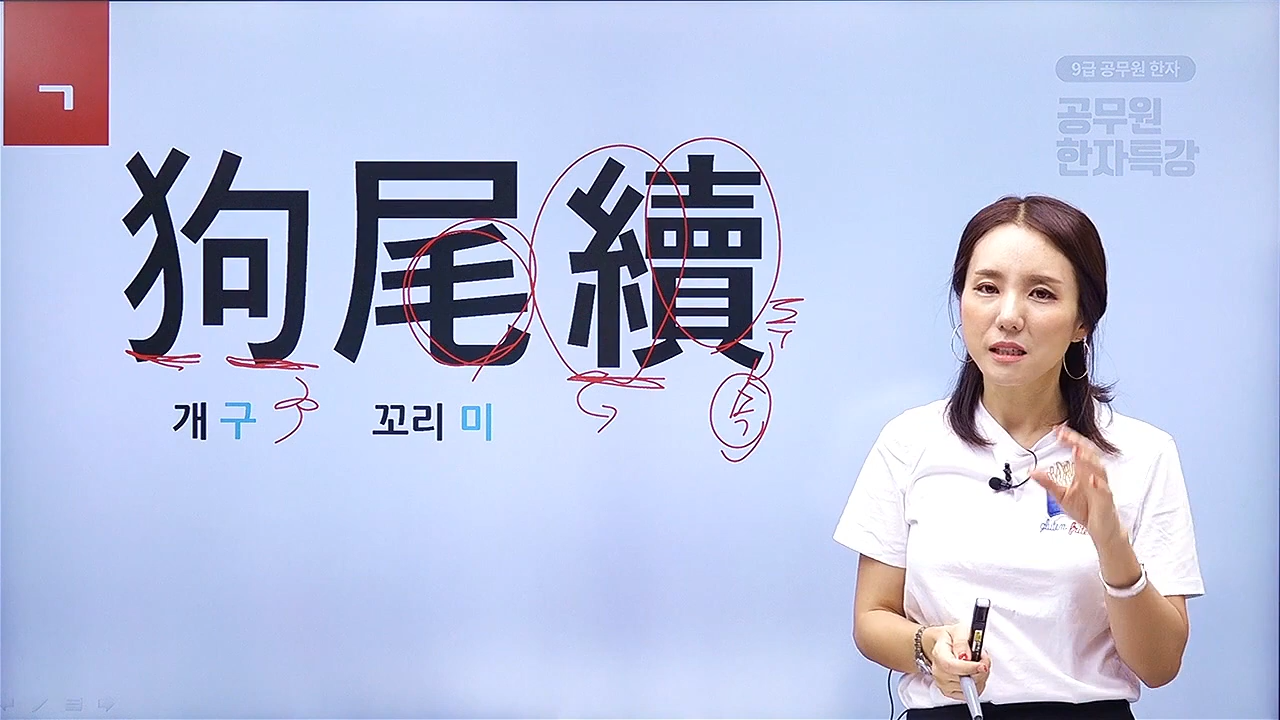 ㄱ
9급 공무원 한자
공무원
한자특강
狗尾續
개 구 꼬리 미